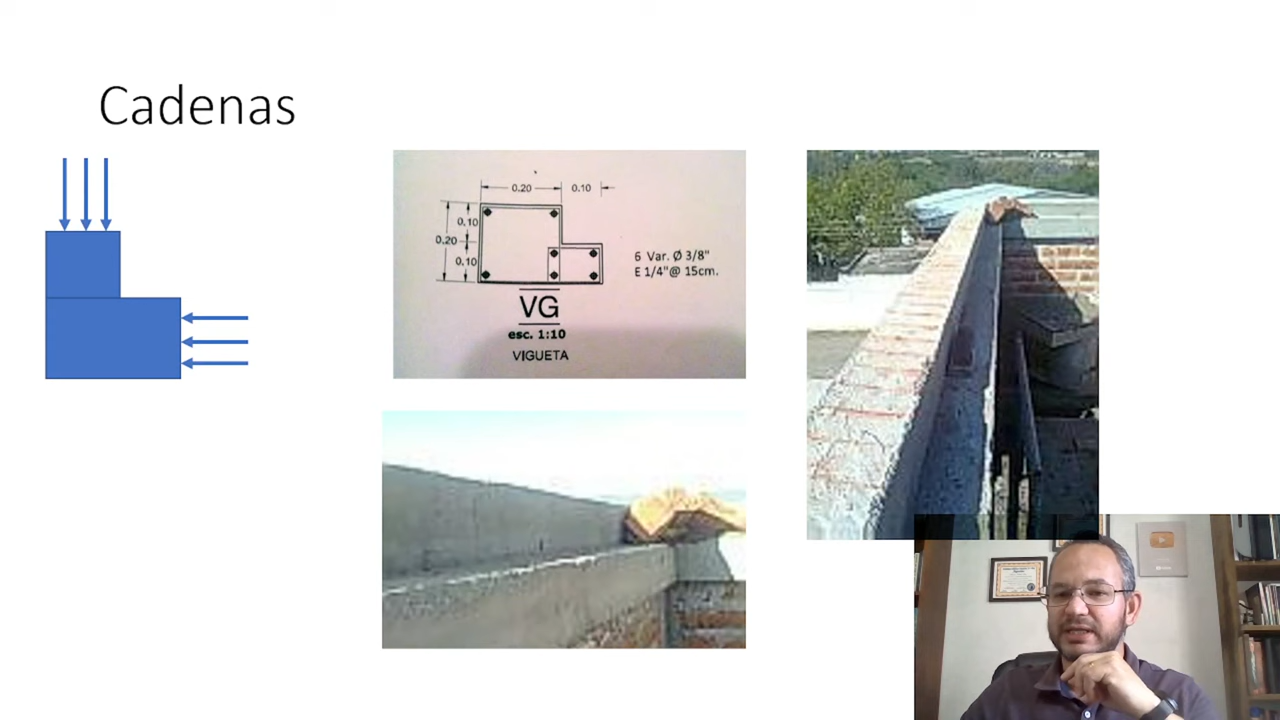 Cadenas
0.20
0.10
0.10
0.20
0.10
6 Var. Ø 3/8"
E 1/4"@ 15cm.
VG
esc. 1:10
VIGUETA